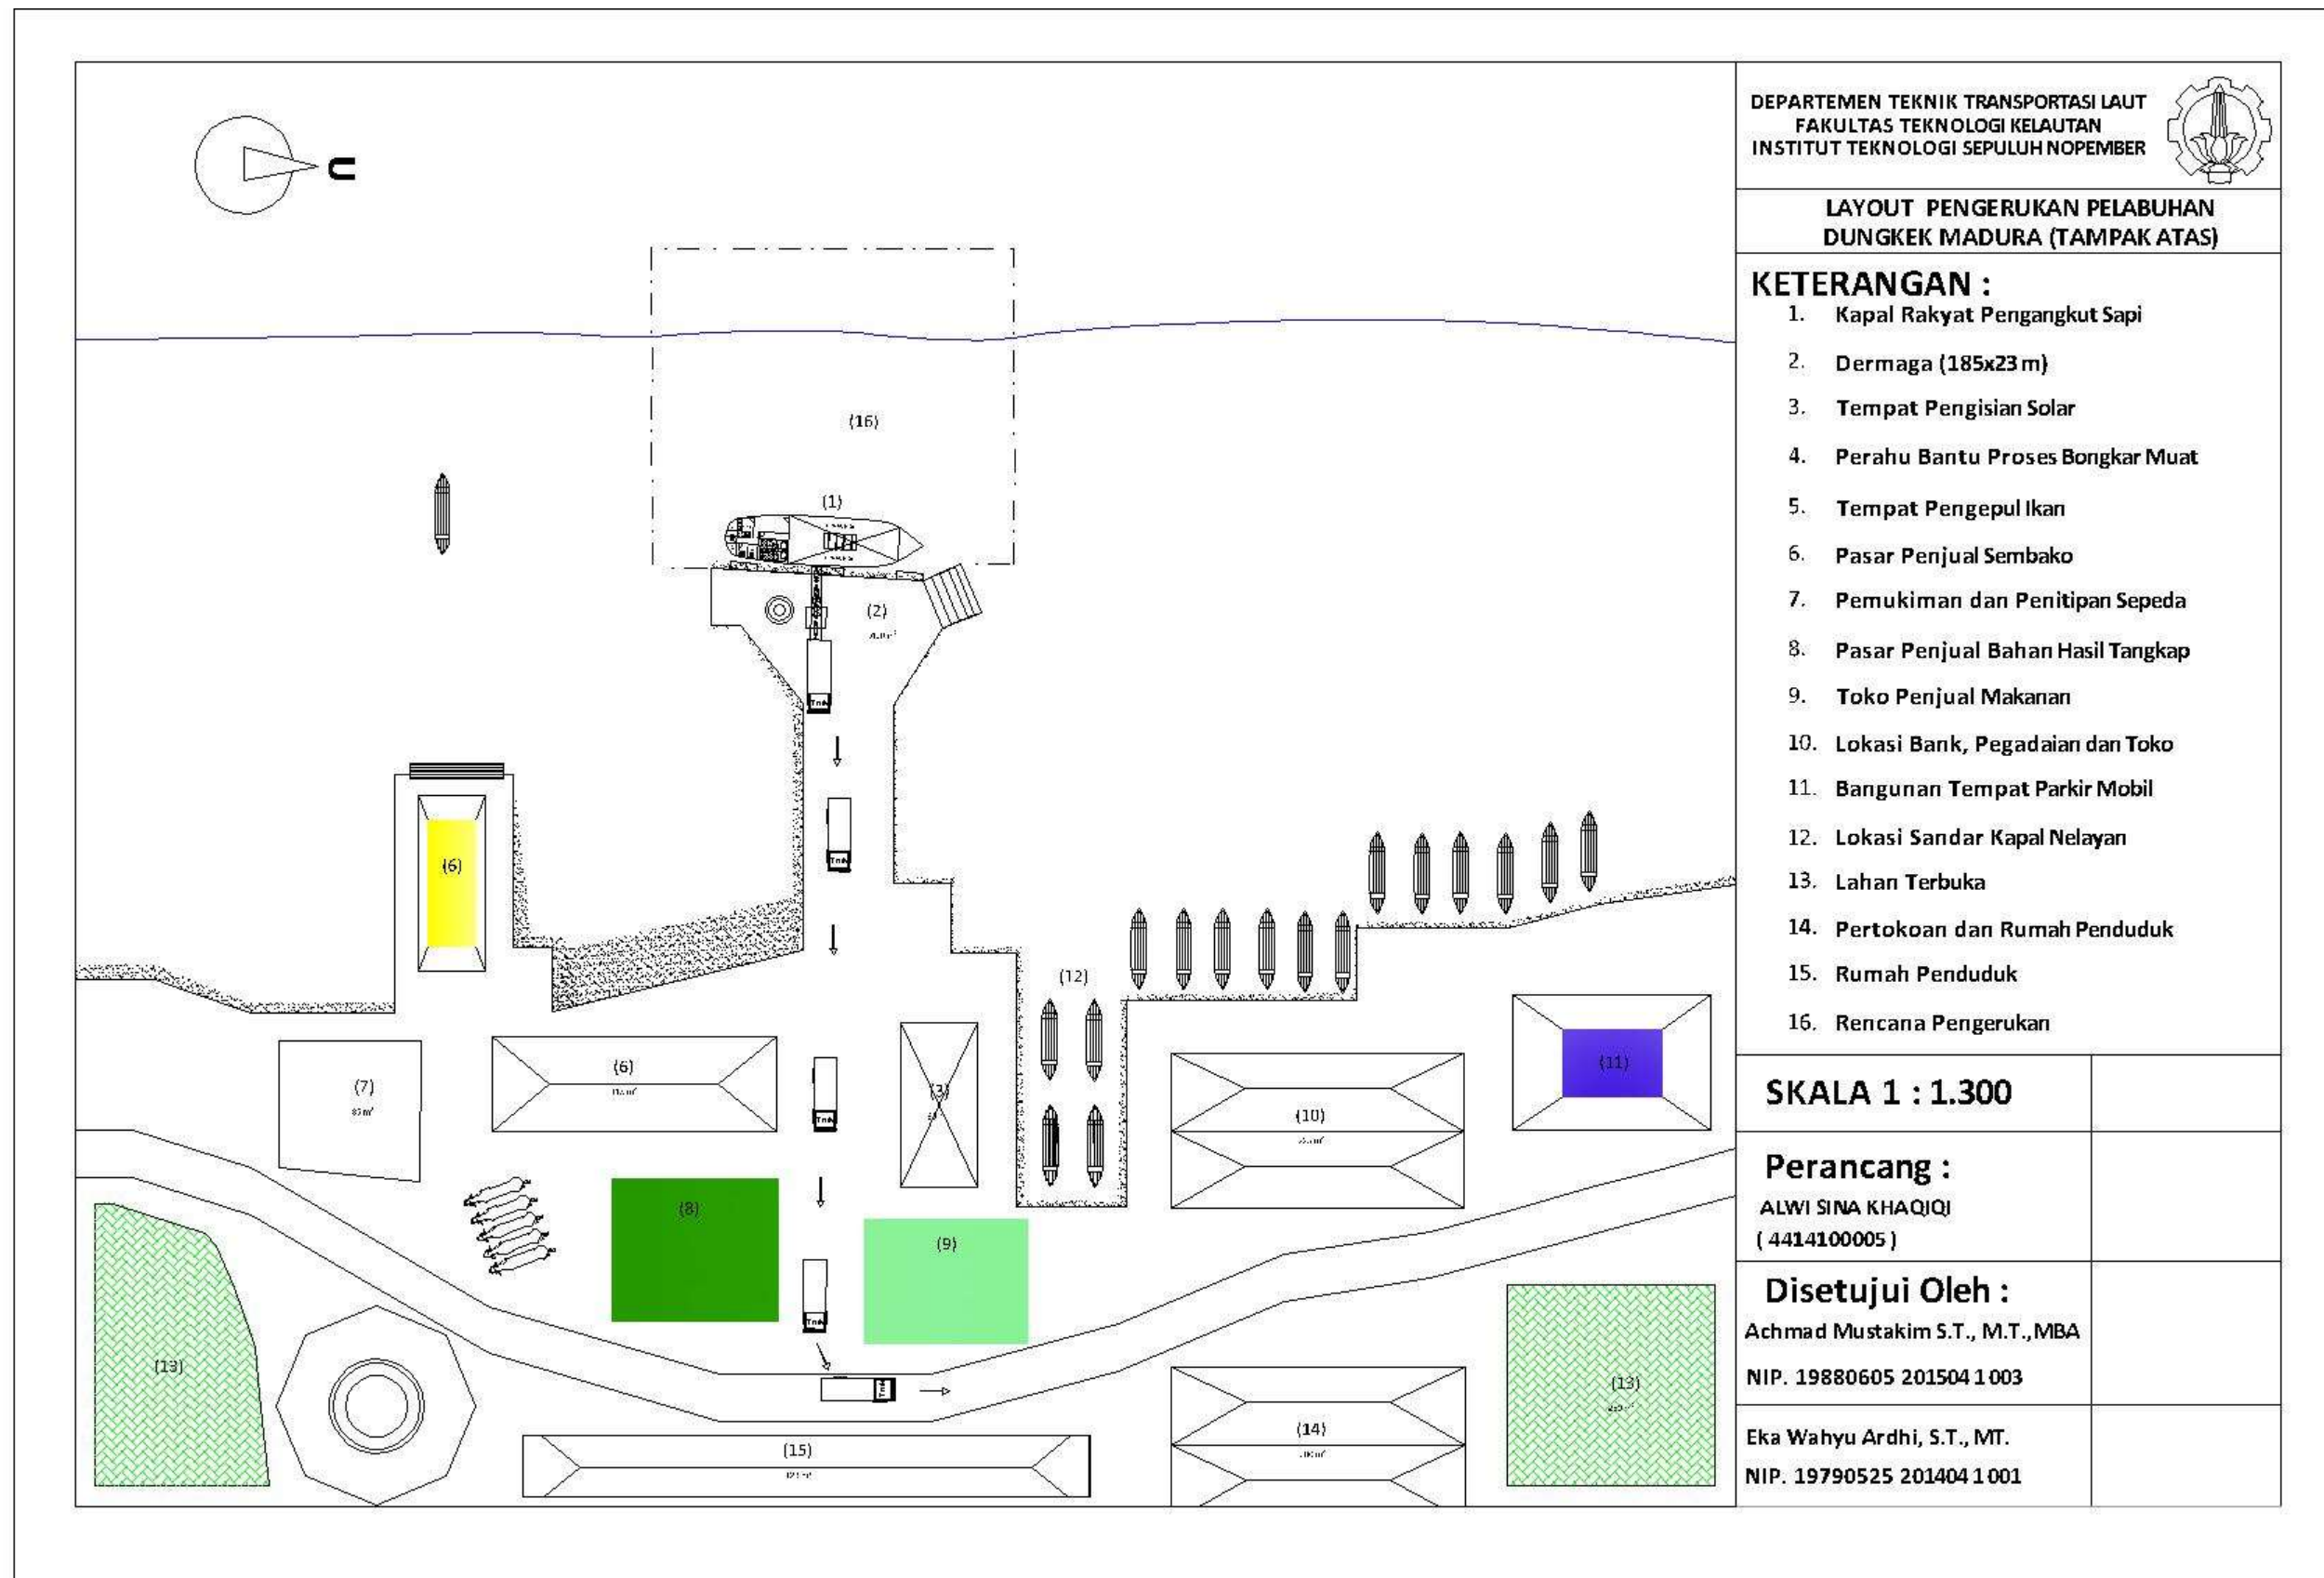 U
(16)
(1)
(2)
(6)
(12)
(7)
(6)
(3)
(10)
(11)
(8)
(9)
(13)
(13)
(14)
(15)
DEPARTEMEN TEKNIK TRANSPORTASI LAUT
FAKULTAS TEKNOLOGI KELAUTAN
INSTITUT TEKNOLOGI SEPULUH NOPEMBER
LAYOUT PENGERUKAN PELABUHAN
DUNGKEK MADURA (TAMPAK ATAS)
KETERANGAN :
1. Kapal Rakyat Pengangkut Sapi
2. Dermaga (185x23 m)
3. Tempat Pengisian Solar
4. Perahu Bantu Proses Bongkar Muat
5. Tempat Pengepul Ikan
6. Pasar Penjual Sembako
7. Pemukiman dan Penitipan Sepeda
8. Pasar Penjual Bahan Hasil Tangkap
9. Toko Penjual Makanan
10. Lokasi Bank, Pegadaian dan Toko
11. Bangunan Tempat Parkir Mobil
12. Lokasi Sandar Kapal Nelayan
13. Lahan Terbuka
14. Pertokoan dan Rumah Penduduk
15. Rumah Penduduk
16. Rencana Pengerukan
SKALA 1 : 1.300
Perancang :
ALWI SINA KHAQIQI
( 4414100005 )
Disetujui Oleh :
Achmad Mustakim S.T., M.T.,MBA
NIP. 19880605 201504 1 003
Eka Wahyu Ardhi, S.T., MT.
NIP. 19790525 201404 1 001